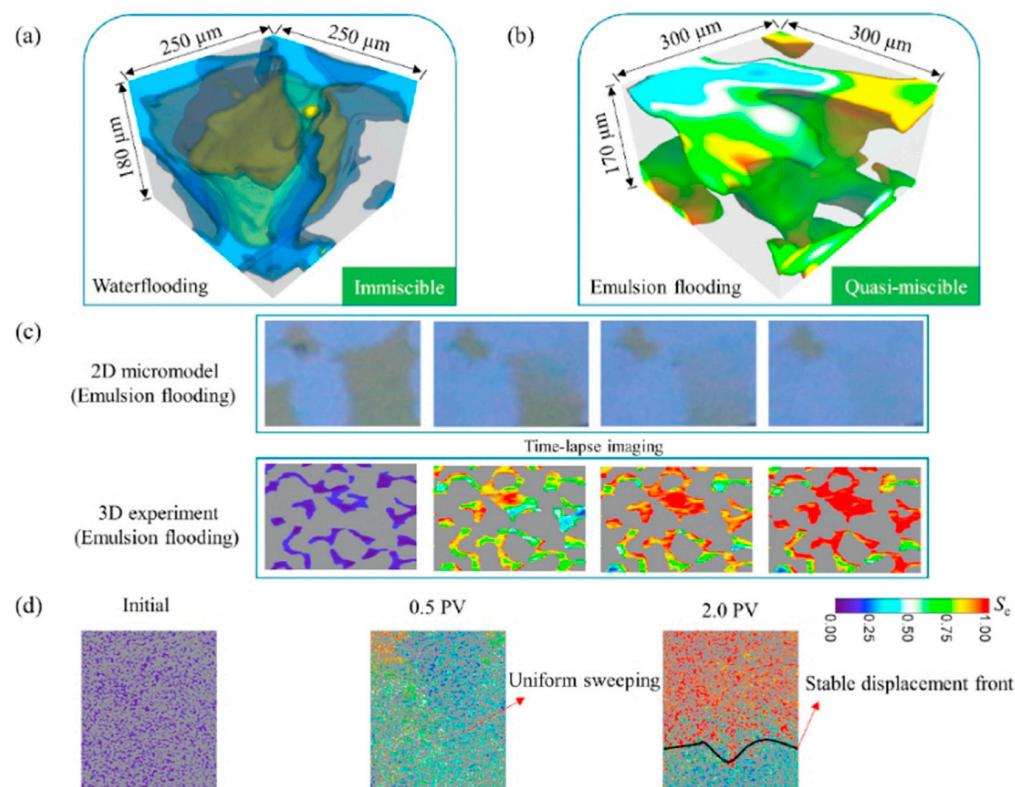 (a)
250 µm
250 µm
180 µm
Waterflooding
Immiscible
(b)
300 µm
300 µm
170 µm
Emulsion flooding
Quasi-miscible
(c)
2D micromodel
(Emulsion flooding)
Time-lapse imaging
3D experiment
(Emulsion flooding)
(d)
Initial
0.5 PV
2.0 PV
Se
0.00
0.25
0.50
0.75
1.00
Uniform sweeping
Stable displacement front